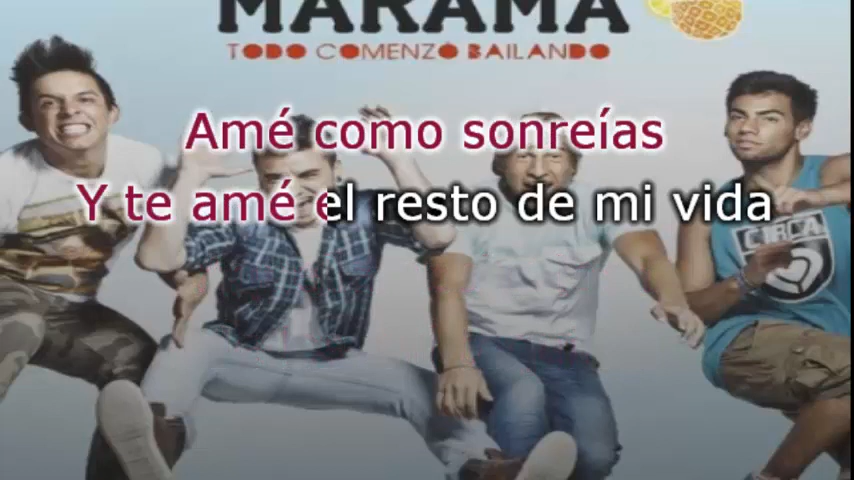 MARAMA
TODO COMENZÓ BAILANDO
Amé como sonreías
Y te amé el resto de mi vida
CIRCA